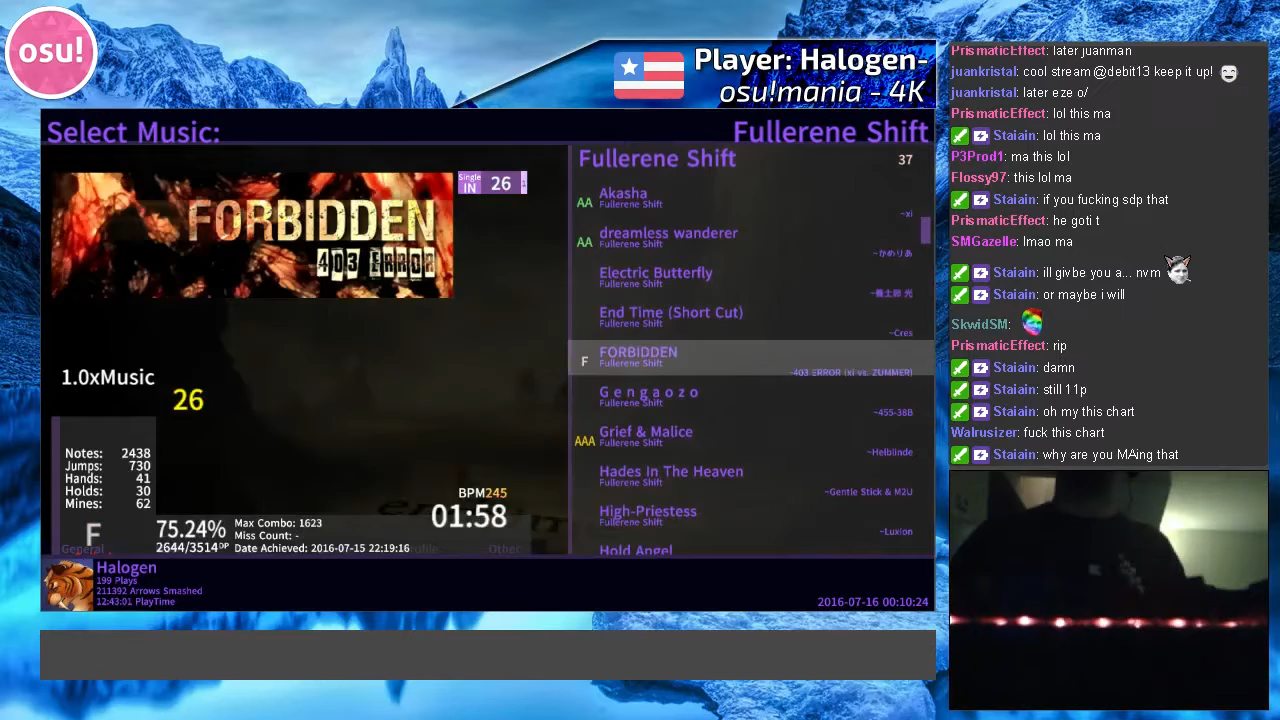 osu!
Player: Halogen-
osu!mania - 4K
Select Music:
Fullerene Shift
FORBIDDEN
403 ERROR
Single
IN
26
1.0xMusic
26
Notes: 2438
Jumps: 730
Hands: 41
Holds: 30
Mines: 62
F
75.24%
2644/3514DP
Max Combo: 1623
Miss Count: -
Date Achieved: 2016-07-15 22:19:16
BPM245
01:58
General
Other
Fullerene Shift
37
AA
Akasha
Fullerene Shift
~xi
AA
dreamless wanderer
Fullerene Shift
~かめりあ
Electric Butterfly
Fullerene Shift
End Time (Short Cut)
Fullerene Shift
~Cres
F
FORBIDDEN
Fullerene Shift
~403 ERROR (xi vs. ZUMMER)
G e n g a o z o
Fullerene Shift
~455-38B
AAA
Grief & Malice
Fullerene Shift
~Heiblinde
Hades In The Heaven
Fullerene Shift
~Gentle Stick & M2U
High-Priestess
Fullerene Shift
~Luxion
Hold Angel
Halogen
199 Plays
211392 Arrows Smashed
12:43:01 PlayTime
2016-07-16 00:10:24
PrismaticEffect: later juanman
juankristal: cool stream @debit13 keep it up!
juankristal: later eze o/
PrismaticEffect: lol this ma
Staiain: lol this ma
P3Prod1: ma this lol
Flossy97: this lol ma
Staiain: if you fucking sdp that
PrismaticEffect: he goti t
SMGazelle: lmao ma
Staiain: ill givbe you a... nvm
Staiain: or maybe i will
SkwidSM:
PrismaticEffect: rip
Staiain: damn
Staiain: still 11p
Staiain: oh my this chart
Walrusizer: fuck this chart
Staiain: why are you MAing that